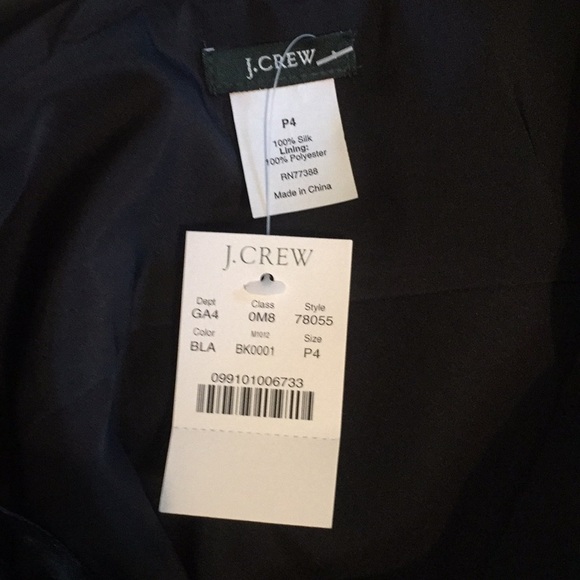 J.CREW
P4
100% Silk
Lining:
100% Polyester
RN77388
Made in China
J.CREW
Dept Class Style
GA4 0M8 78055
Color M1012 Size
BLA BK0001 P4
099101006733